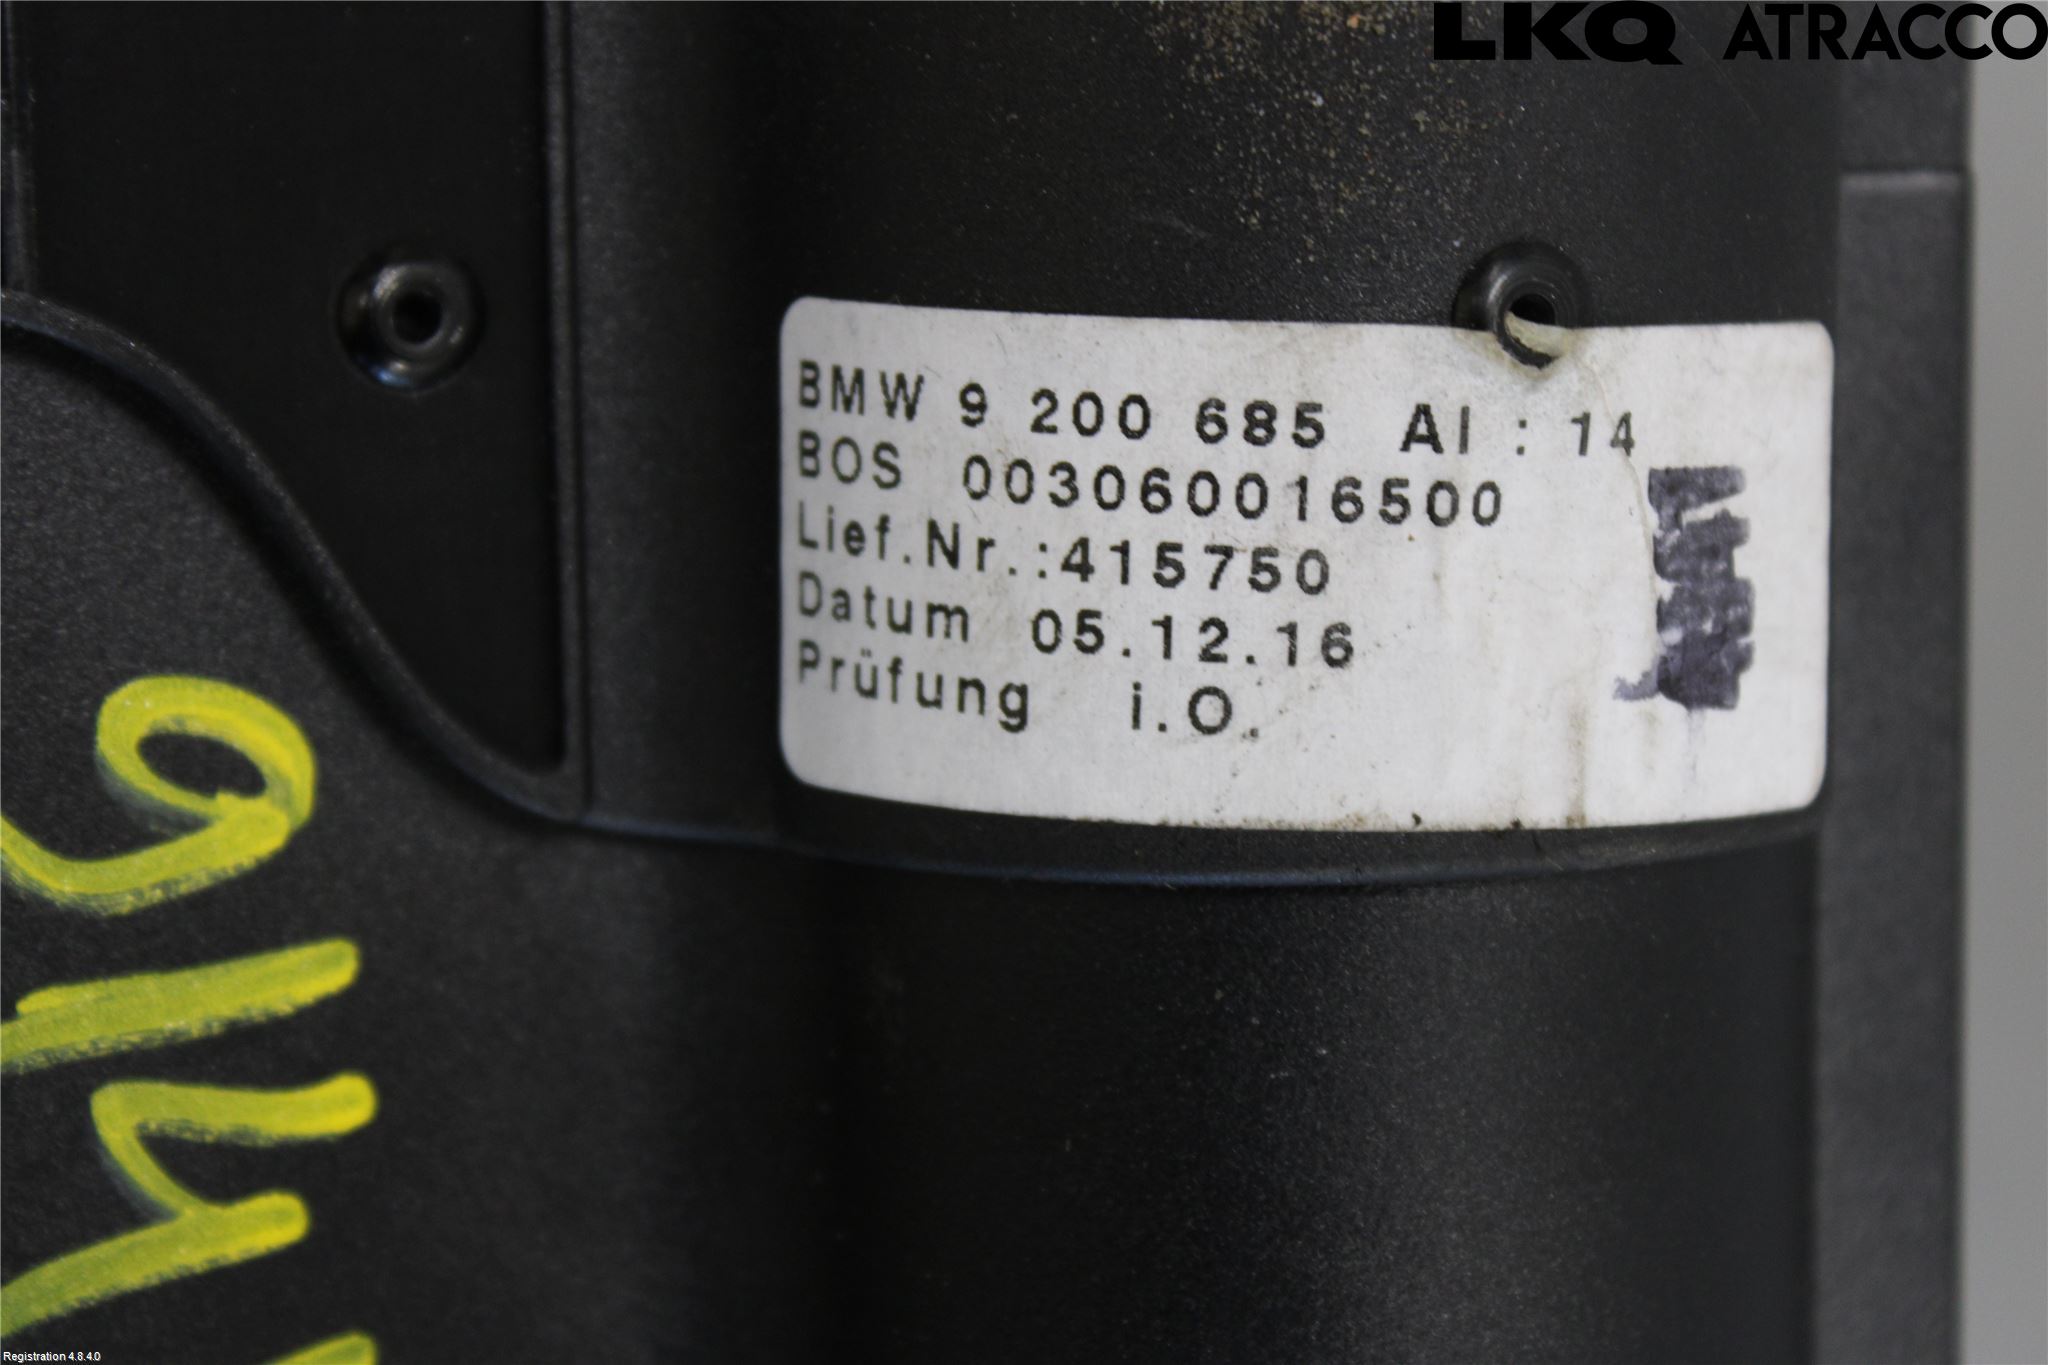 LKQ ATRACCO
BMW 9 200 685 AI : 14
BOS 003060016500
Lief.Nr.:415750
Datum 05.12.16
Prüfung i.O.
Registration 4.8.4.0